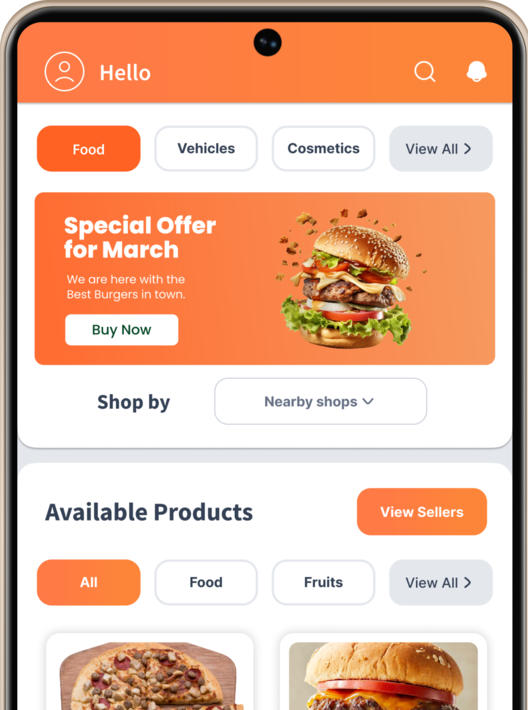 Hello
Food
Vehicles
Cosmetics
View All
Special Offer
for March
We are here with the
Best Burgers in town.
Buy Now
Shop by
Nearby shops
Available Products
View Sellers
All
Food
Fruits
View All